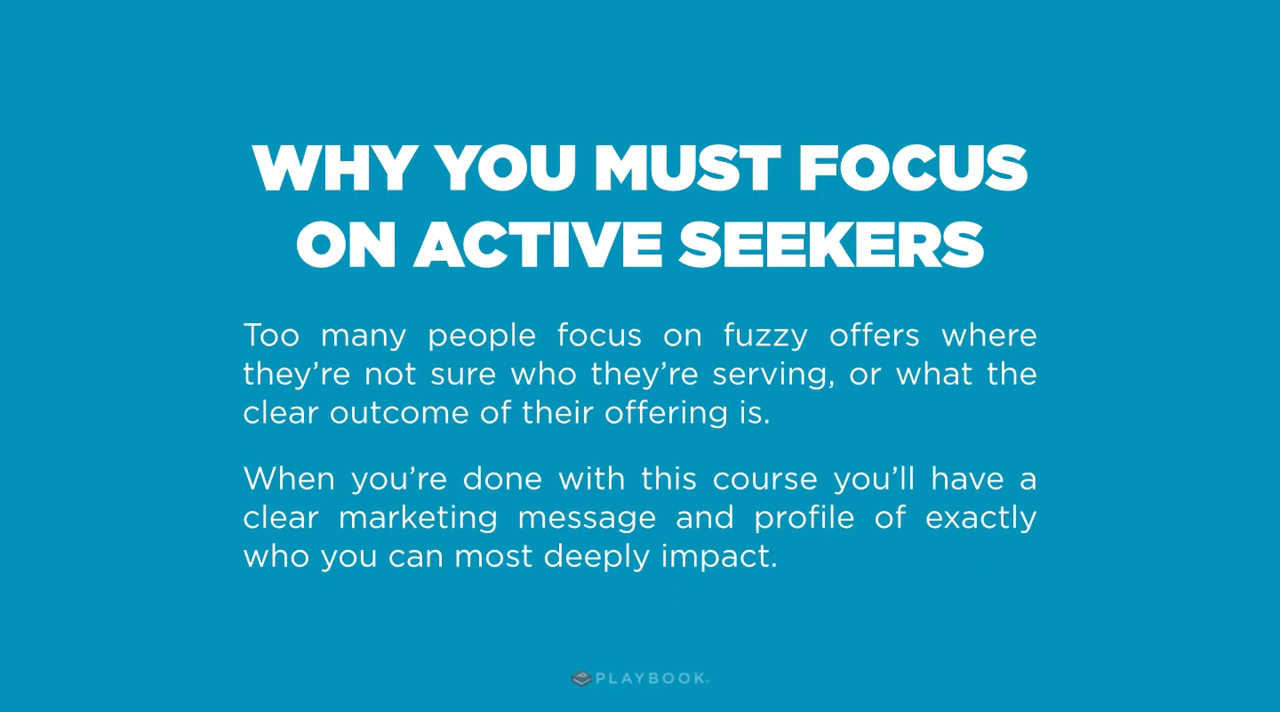 WHY YOU MUST FOCUS
ON ACTIVE SEEKERS
Too many people focus on fuzzy offers where
they’re not sure who they’re serving, or what the
clear outcome of their offering is.
When you’re done with this course you’ll have a
clear marketing message and profile of exactly
who you can most deeply impact.
PLAYBOOK